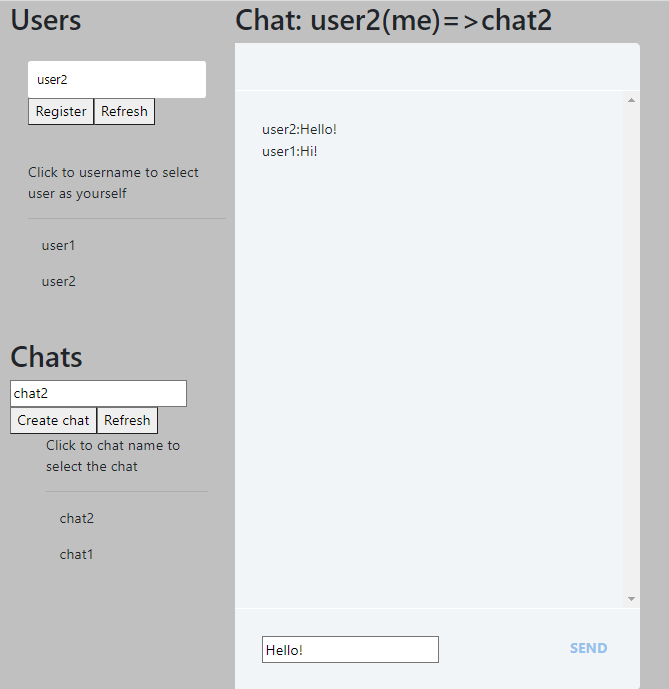 Users
user2
Register Refresh
Click to username to select
user as yourself
user1
user2
Chats
chat2
Create chat Refresh
Click to chat name to
select the chat
chat2
chat1
Chat: user2(me)=>chat2
user2:Hello!
user1:Hi!
Hello!
SEND